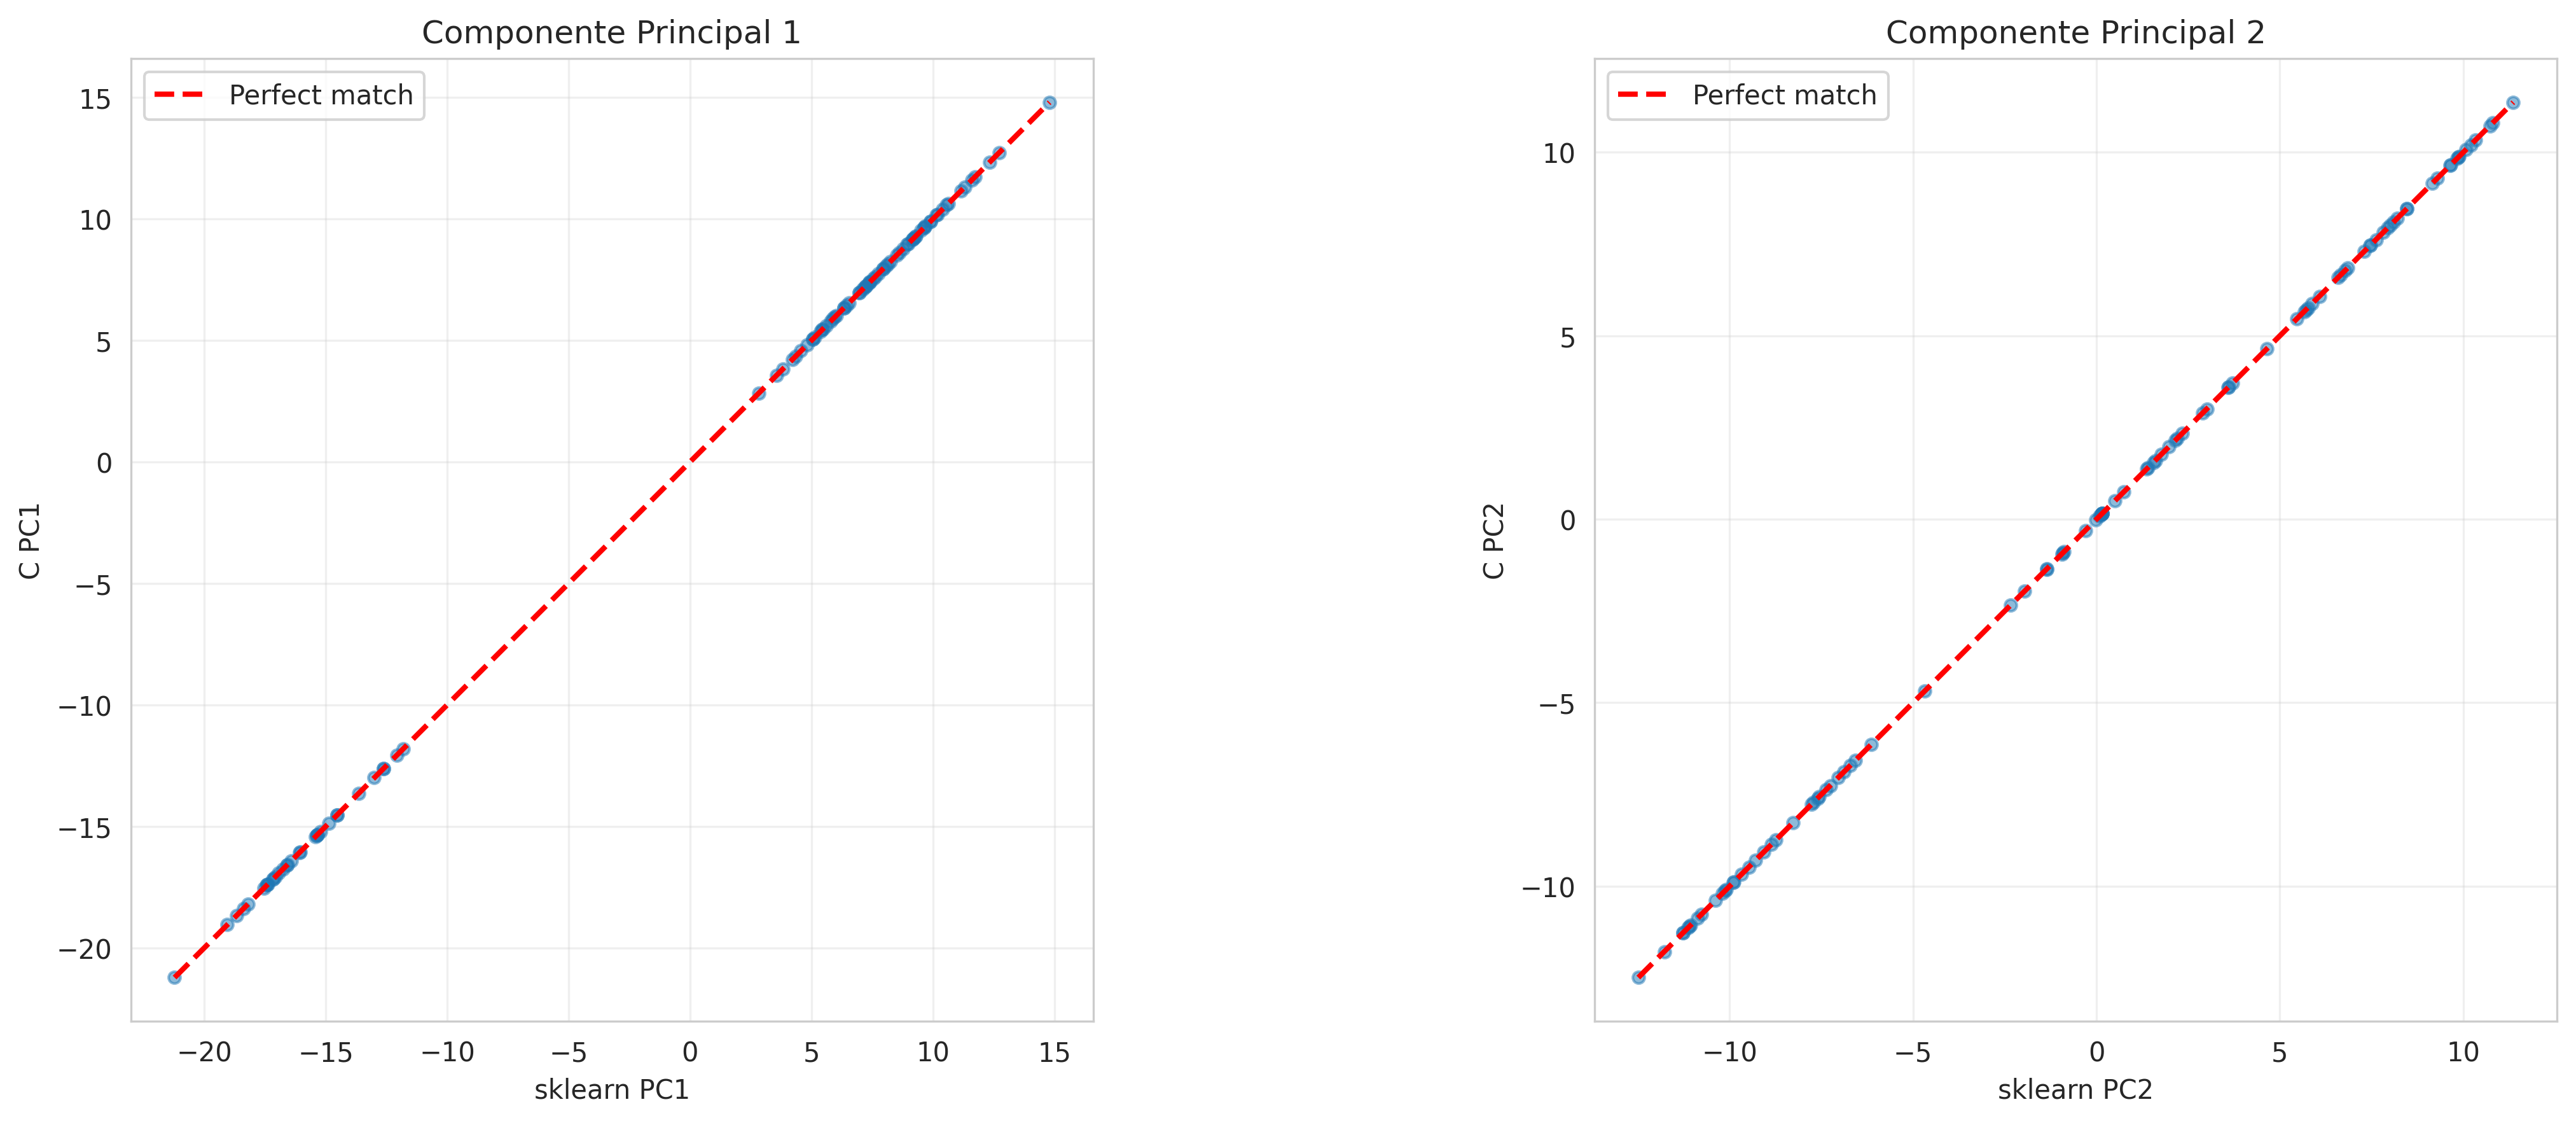 Componente Principal 1
Perfect match
15
10
5
0
−5
−10
−15
−20
C PC1
−20 −15 −10 −5 0 5 10 15
sklearn PC1
Componente Principal 2
Perfect match
10
5
0
−5
−10
C PC2
−10 −5 0 5 10
sklearn PC2